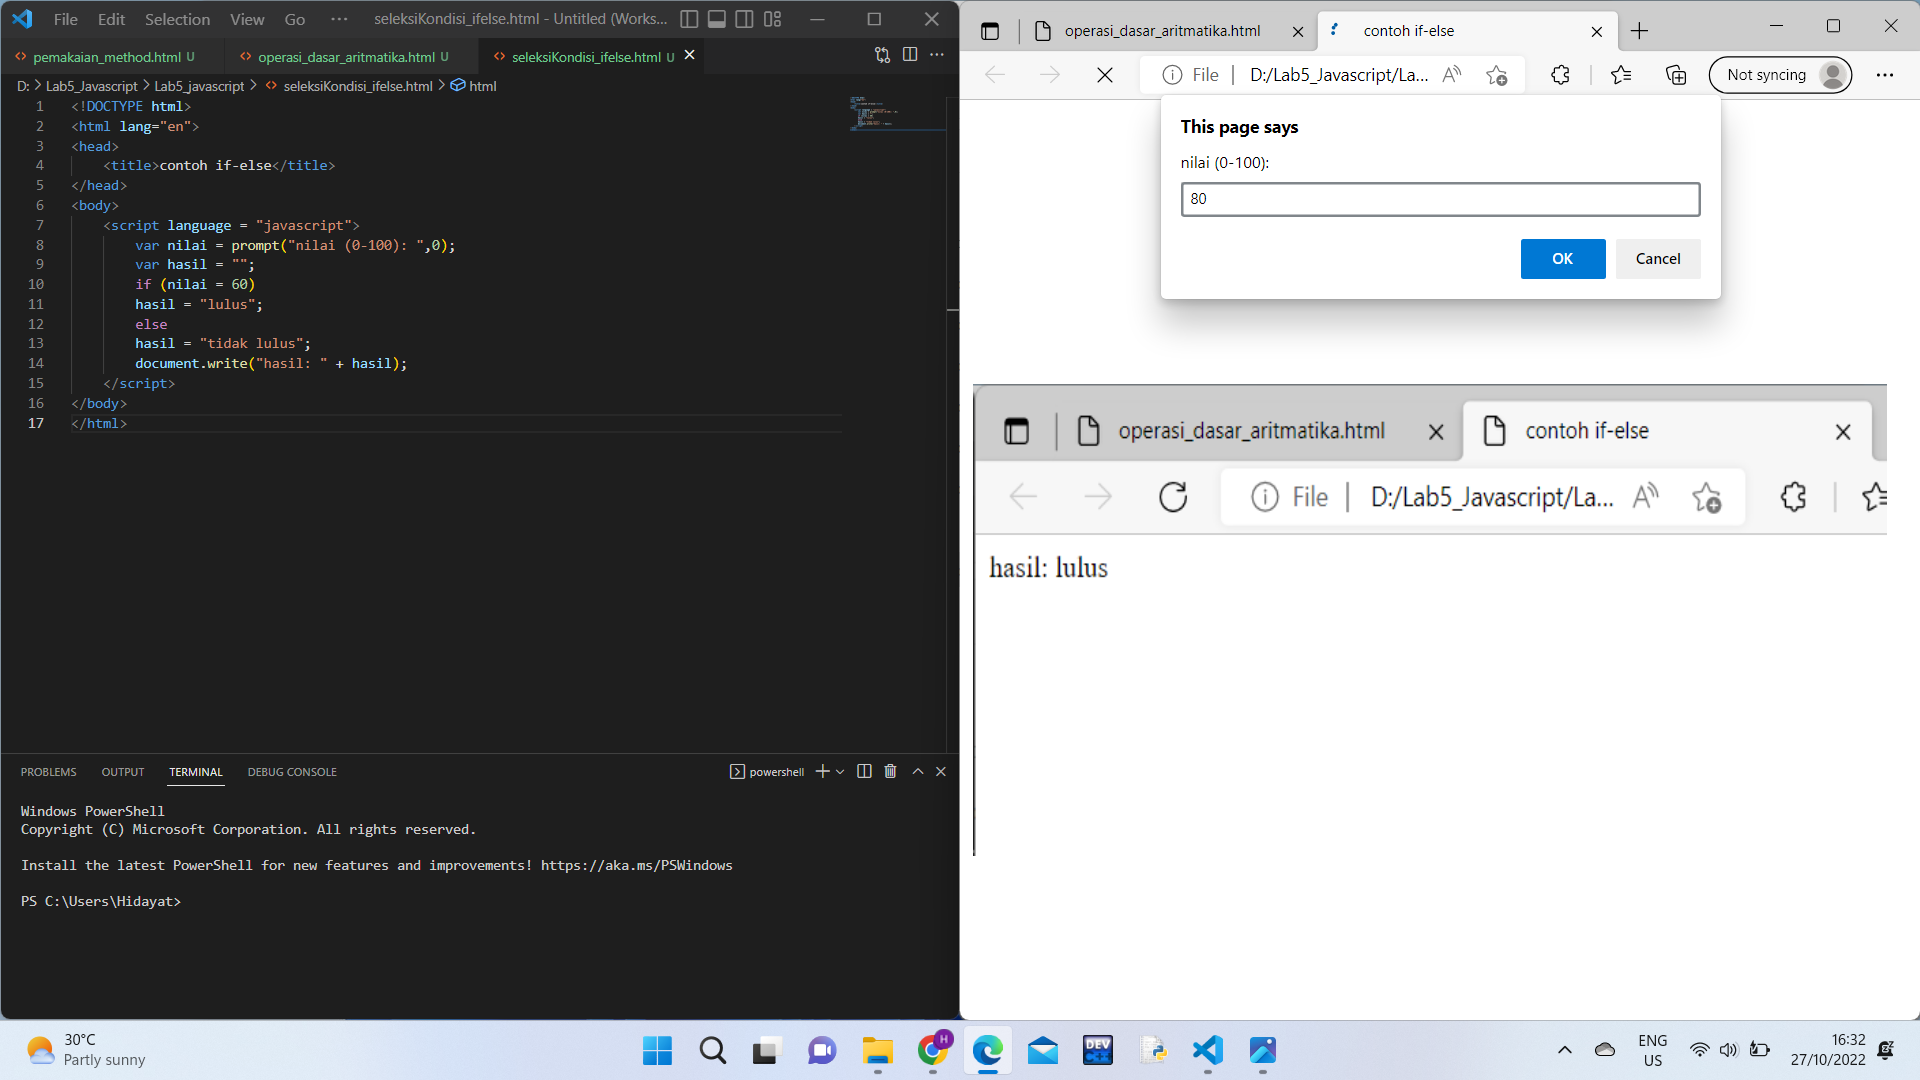 File Edit Selection View Go ··· seleksiKondisi_ifelse.html - Untitled (Works...
pemakaian_method.html U operasi_dasar_aritmatika.html U seleksiKondisi_ifelse.html U
D: > Lab5_Javascript > Lab5_javascript > seleksiKondisi_ifelse.html > html
1 <!DOCTYPE html>
2 <html lang="en">
3 <head>
4 <title>contoh if-else</title>
5 </head>
6 <body>
7 <script language = "javascript">
8 var nilai = prompt("nilai (0-100): ",0);
9 var hasil = "";
10 if (nilai = 60)
11 hasil = "lulus";
12 else
13 hasil = "tidak lulus";
14 document.write("hasil: " + hasil);
15 </script>
16 </body>
17 </html>
PROBLEMS OUTPUT TERMINAL DEBUG CONSOLE powershell
Windows PowerShell
Copyright (C) Microsoft Corporation. All rights reserved.
Install the latest PowerShell for new features and improvements! https://aka.ms/PSWindows
PS C:\Users\Hidayat>
operasi_dasar_aritmatika.html contoh if-else
File D:/Lab5_Javascript/La... Not syncing
This page says
nilai (0-100):
80
OK Cancel
operasi_dasar_aritmatika.html contoh if-else
File D:/Lab5_Javascript/La...
hasil: lulus
30°C
Partly sunny
H
DEV
C++
ENG
US
16:32
27/10/2022